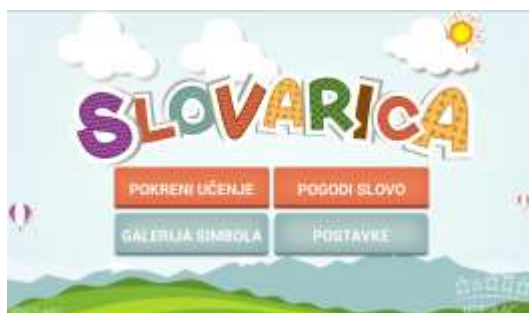 SLOVARICA
POKRENI UČENJE POGODI SLOVO
GALERIJA SIMBOLA POSTAVKE